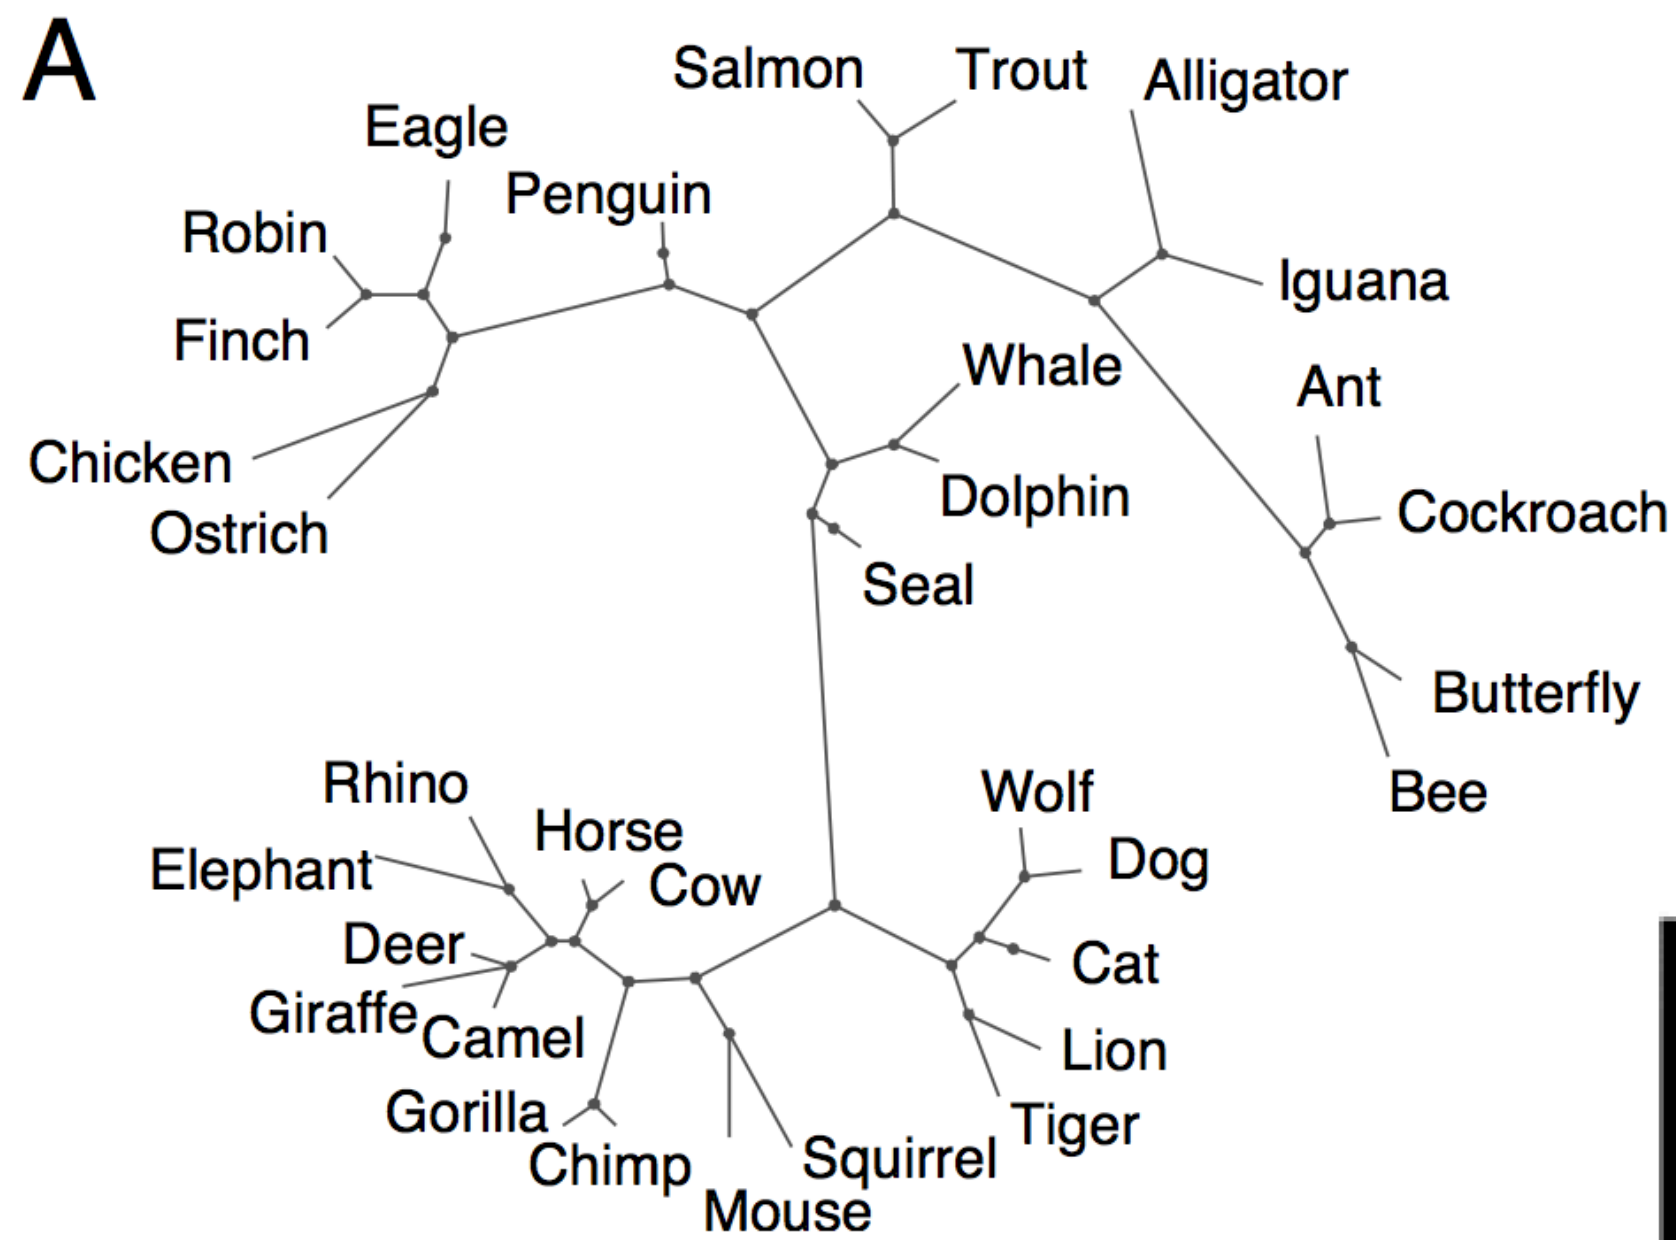 A
Salmon
Trout
Alligator
Eagle
Penguin
Robin
Iguana
Finch
Whale
Ant
Chicken
Dolphin
Cockroach
Ostrich
Seal
Butterfly
Rhino
Wolf
Bee
Horse
Elephant
Cow
Dog
Deer
Cat
Giraffe
Camel
Lion
Gorilla
Tiger
Chimp
Squirrel
Mouse